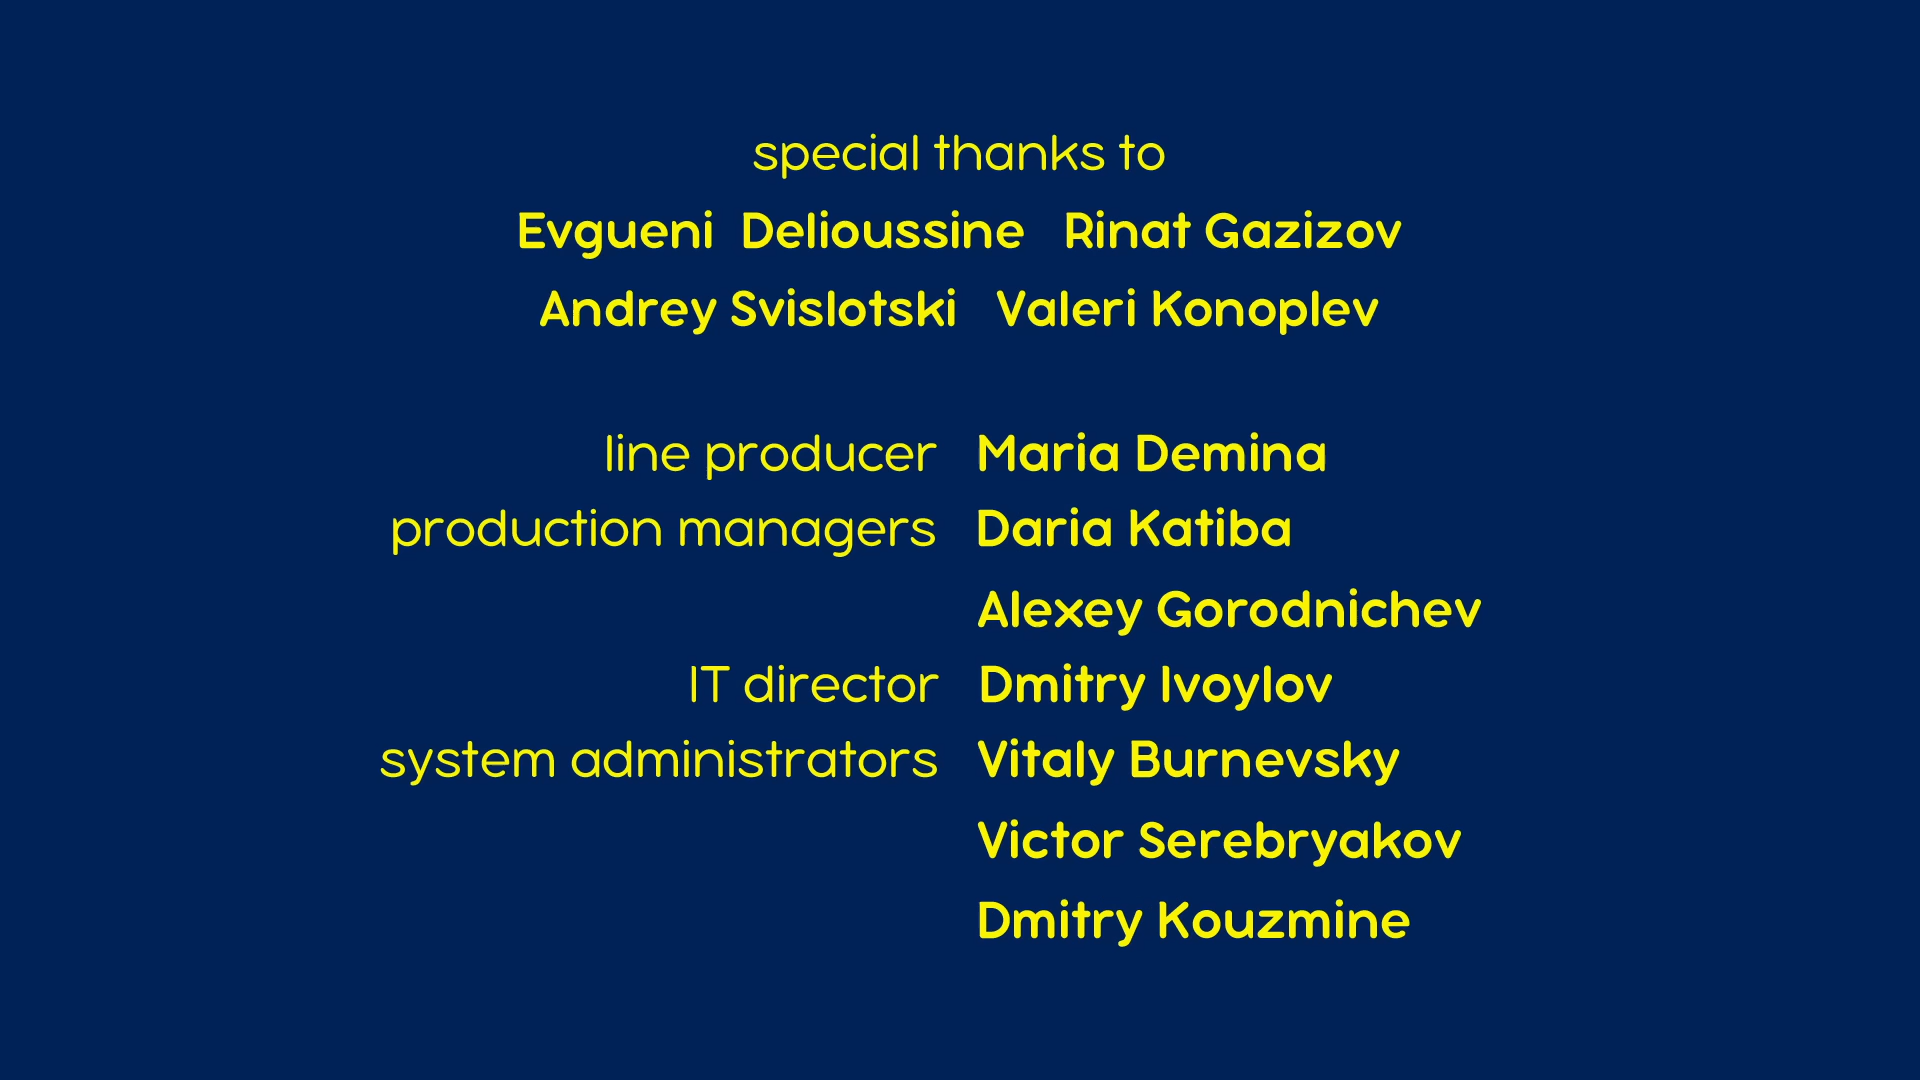 special thanks to
Evgueni Delioussine Rinat Gazizov
Andrey Svislotski Valeri Konoplev
line producer Maria Demina
production managers Daria Katiba
Alexey Gorodnichev
IT director Dmitry Ivoylov
system administrators Vitaly Burnevsky
Victor Serebryakov
Dmitry Kouzmine